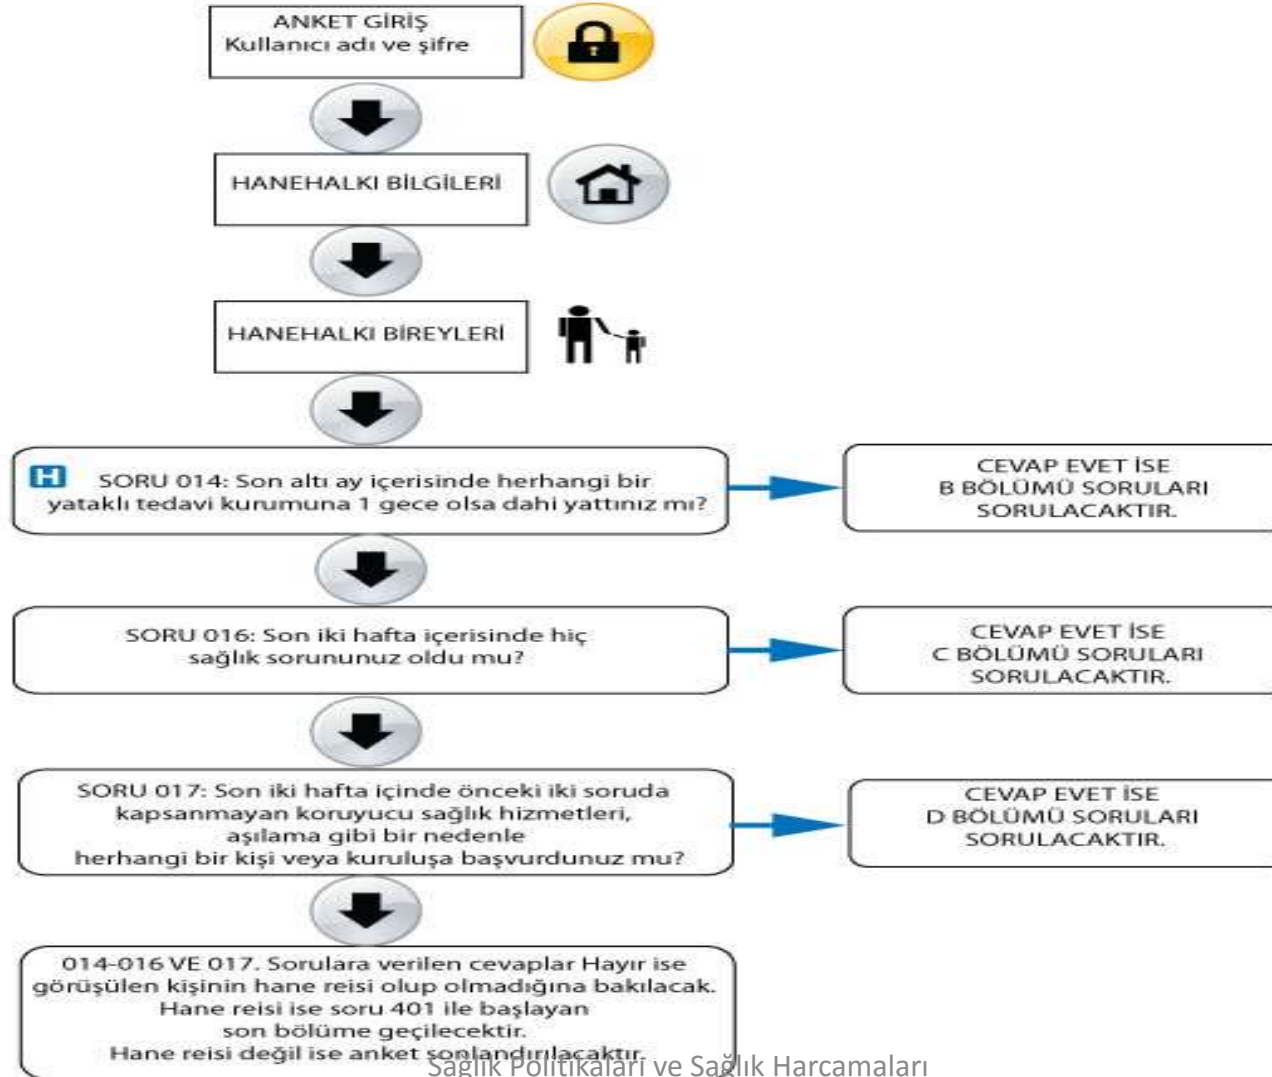 ANKET GİRİŞ
Kullanıcı adı ve şifre
HANEHALKI BİLGİLERİ
HANEHALKI BİREYLERİ
H
SORU 014: Son altı ay içerisinde herhangi bir
yataklı tedavi kurumuna 1 gece olsa dahi yattınız mı?
CEVAP EVET İSE
B BÖLÜMÜ SORULARI
SORULACAKTIR.
SORU 016: Son iki hafta içerisinde hiç
sağlık sorununuz oldu mu?
CEVAP EVET İSE
C BÖLÜMÜ SORULARI
SORULACAKTIR.
SORU 017: Son iki hafta içinde önceki iki soruda
kapsanmayan koruyucu sağlık hizmetleri,
aşılama gibi bir nedenle
herhangi bir kişi veya kuruluşa başvurdunuz mu?
CEVAP EVET İSE
D BÖLÜMÜ SORULARI
SORULACAKTIR.
014-016 VE 017. Sorulara verilen cevaplar Hayır ise
görüşülen kişinin hane reisi olup olmadığına bakılacak.
Hane reisi ise soru 401 ile başlayan
son bölüme geçilecektir.
Hane reisi değil ise anket sonlandırılacaktır.
Sağlık Politikaları ve Sağlık Harcamaları